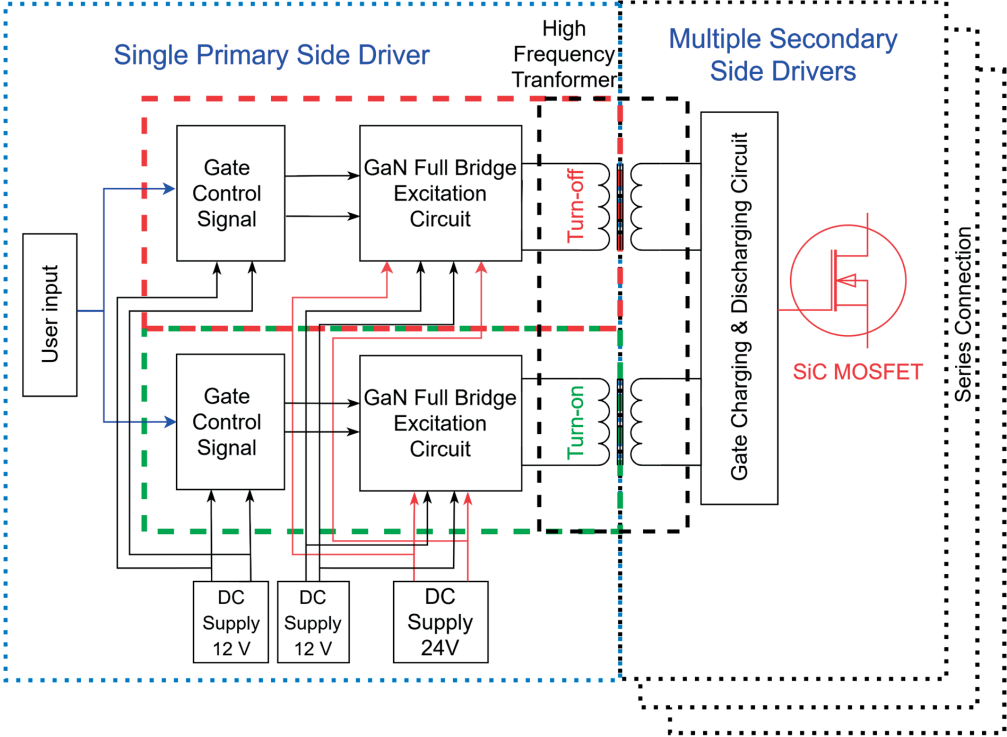 Single Primary Side Driver
High
Frequency
Tranformer
Multiple Secondary
Side Drivers
User input
Gate
Control
Signal
GaN Full Bridge
Excitation
Circuit
Turn-off
Gate
Control
Signal
GaN Full Bridge
Excitation
Circuit
Turn-on
Gate Charging & Discharging Circuit
SiC MOSFET
Series Connection
DC
Supply
12 V
DC
Supply
12 V
DC
Supply
24V